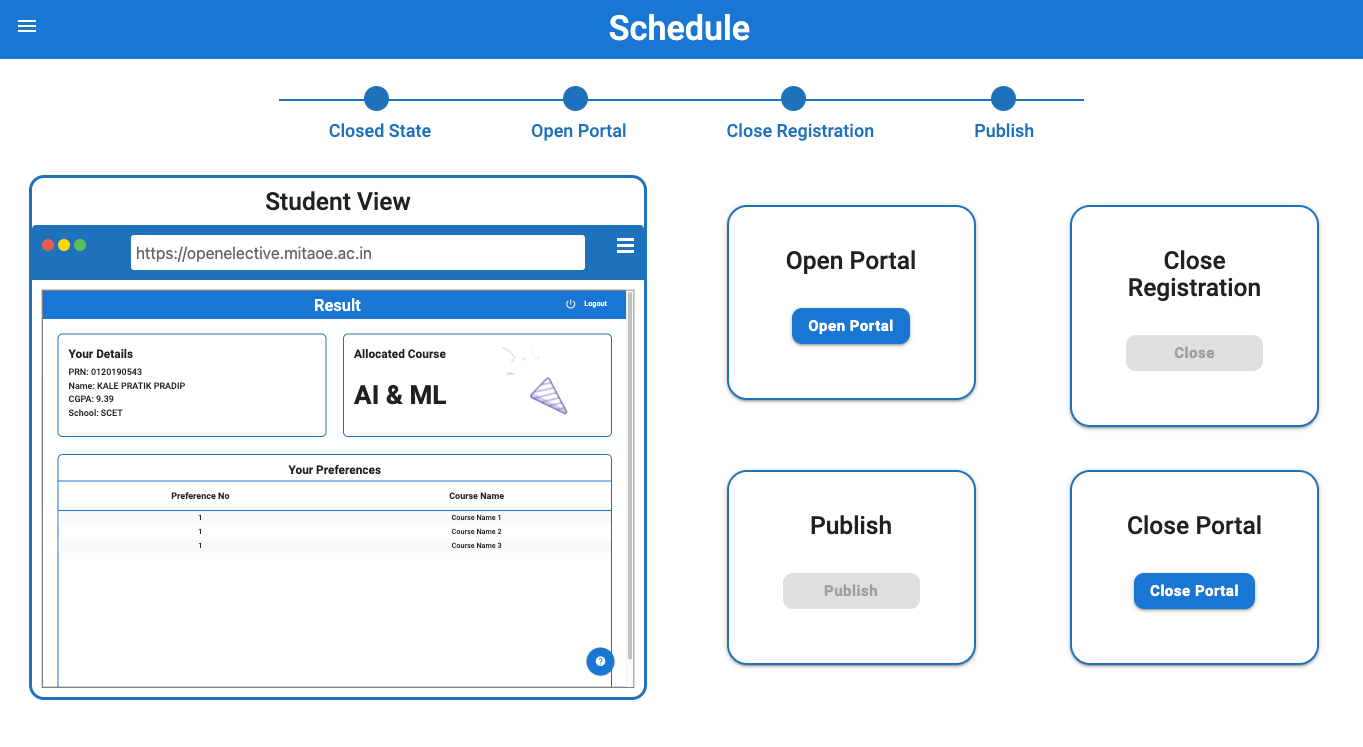 Schedule
Closed State
Open Portal
Close Registration
Publish
Student View
https://openelective.mitaoe.ac.in
Result
Logout
Your Details
PRN: 0120190543
Name: KALE PRATIK PRADIP
CGPA: 9.39
School: SCET
Allocated Course
AI & ML
Your Preferences
Preference No Course Name
1 Course Name 1
1 Course Name 2
1 Course Name 3
?
Open Portal
Open Portal
Close
Registration
Close
Publish
Publish
Close Portal
Close Portal